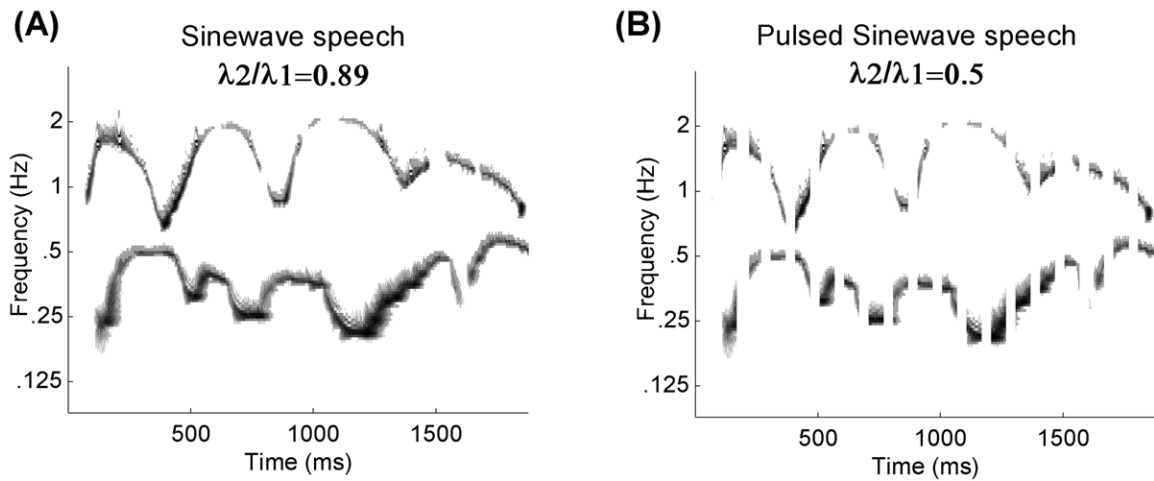 (A)
Sinewave speech
λ2/λ1=0.89
Frequency (Hz)
2
1
.5
.25
.125
500
1000
1500
Time (ms)
(B)
Pulsed Sinewave speech
λ2/λ1=0.5
Frequency (Hz)
2
1
.5
.25
.125
500
1000
1500
Time (ms)